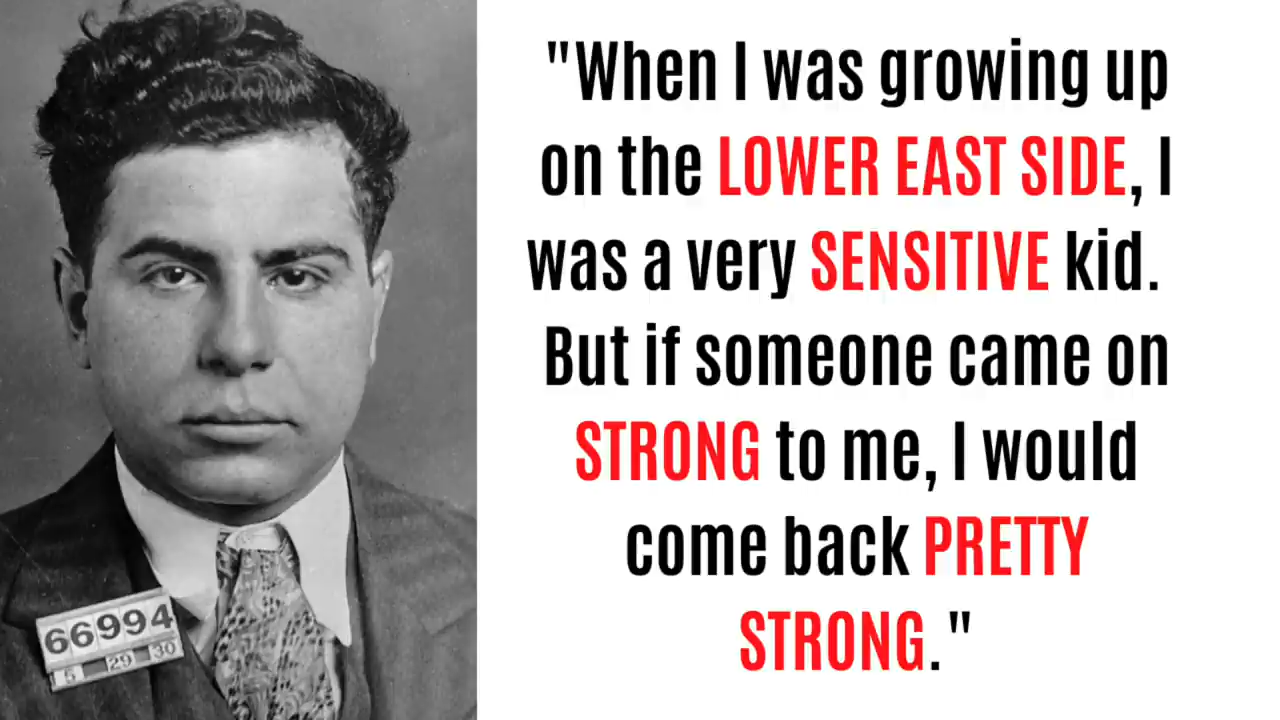 "When I was growing up
on the LOWER EAST SIDE, I
was a very SENSITIVE kid.
But if someone came on
STRONG to me, I would
come back PRETTY
STRONG."
66994
5 29 30